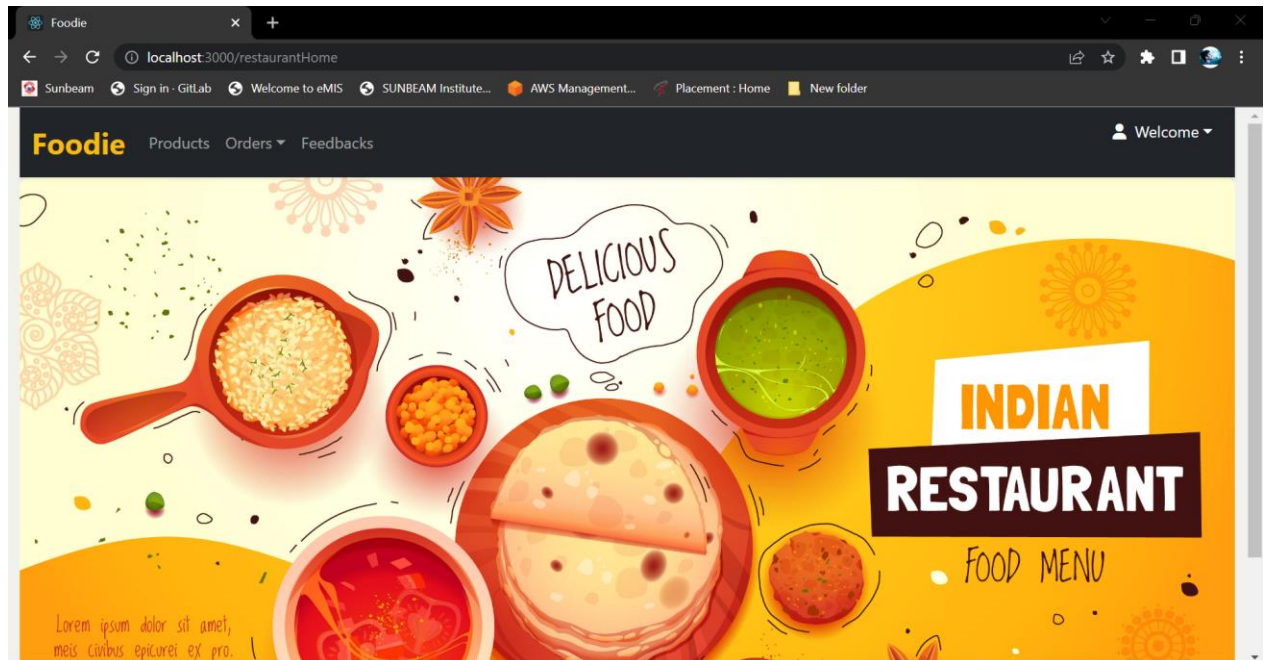 Foodie
localhost:3000/restaurantHome
Sunbeam Sign in · GitLab Welcome to eMIS SUNBEAM Institute... AWS Management... Placement : Home New folder
Foodie Products Orders Feedbacks Welcome
DELICIOUS
FOOD
INDIAN
RESTAURANT
FOOD MENU
Lorem ipsum dolor sit amet,
meis civibus epicurei ex pro.